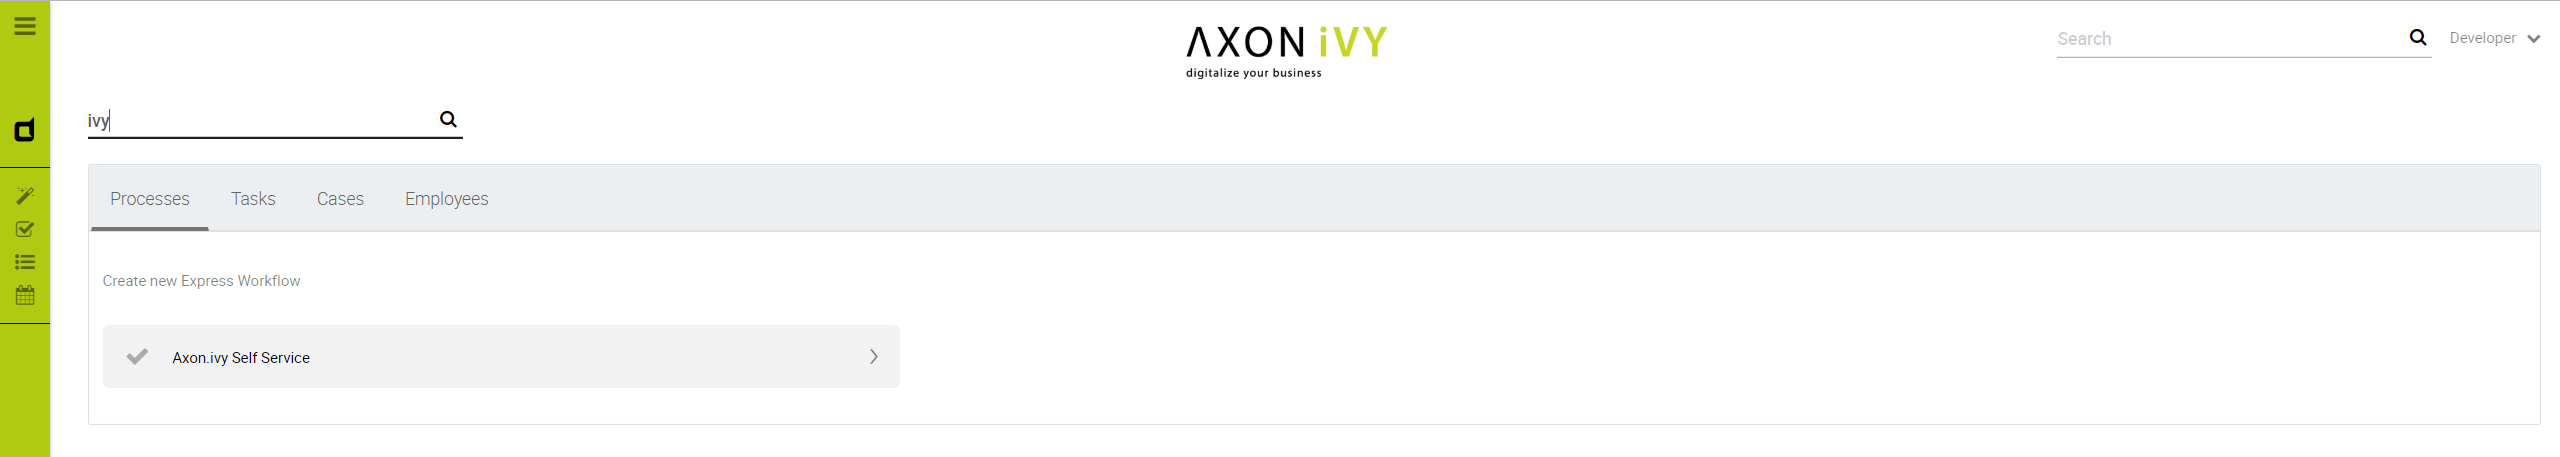 AXON iVY
digitalize your business
Search
Developer
ivy
Processes Tasks Cases Employees
Create new Express Workflow
Axon.ivy Self Service